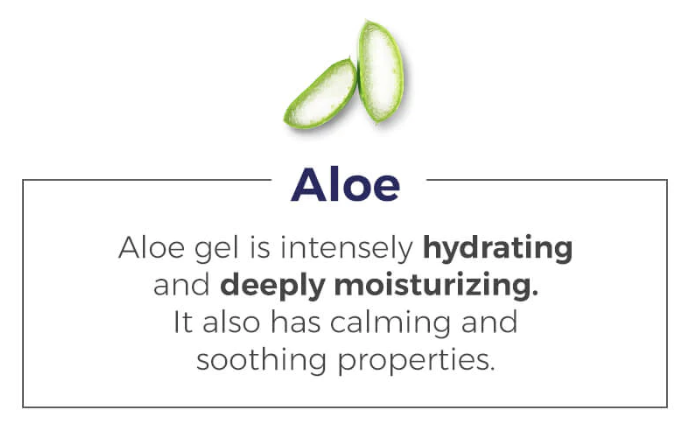 Aloe
Aloe gel is intensely hydrating
and deeply moisturizing.
It also has calming and
soothing properties.